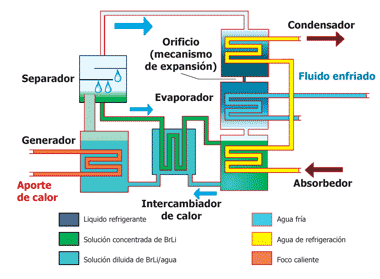 Condensador
Orificio
(mecanismo
de expansión)
Separador
Fluido enfriado
Evaporador
Generador
Aporte
de calor
Absorbedor
Intercambiador
de calor
Liquido refrigerante
Agua fría
Solución concentrada de BrLi
Agua de refrigeración
Solución diluida de BrLi/agua
Foco caliente